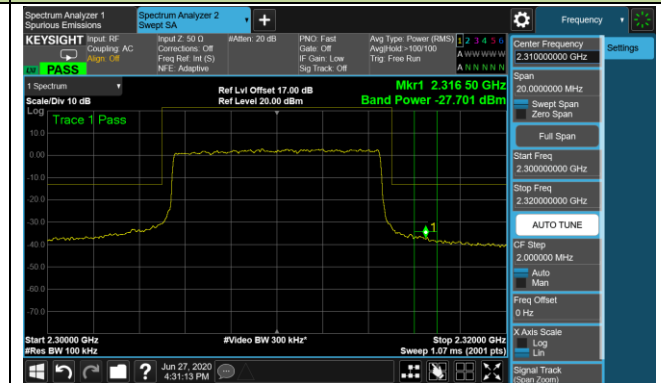 Spectrum Analyzer 1
Spurious Emissions
Spectrum Analyzer 2
Swept SA
Frequency
KEYSIGHT
Input: RF
Coupling: AC
Align: Off
Input Z: 50 Ω
Corrections: Off
Freq Ref: Int (S)
NFE: Adaptive
#Atten: 20 dB
PNO: Fast
Gate: Off
IF Gain: Low
Sig Track: Off
Avg Type: Power (RMS)
Avg|Hold:>100/100
Trig: Free Run
1 2 3 4 5 6
A W W W W W
A N N N N N
PASS
1 Spectrum
Scale/Div 10 dB
Ref Lvl Offset 17.00 dB
Ref Level 20.00 dBm
Mkr1 2.316 50 GHz
Band Power -27.701 dBm
Log
Trace 1 Pass
10.0
0.00
-10.0
-20.0
-30.0
-40.0
-50.0
-60.0
-70.0
1
Start 2.30000 GHz
#Res BW 100 kHz
#Video BW 300 kHz*
Stop 2.32000 GHz
Sweep 1.07 ms (2001 pts)
Jun 27, 2020
4:31:13 PM
Center Frequency
2.310000000 GHz
Settings
Span
20.0000000 MHz
Swept Span
Zero Span
Full Span
Start Freq
2.300000000 GHz
Stop Freq
2.320000000 GHz
AUTO TUNE
CF Step
2.000000 MHz
Auto
Man
Freq Offset
0 Hz
X Axis Scale
Log
Lin
Signal Track
(Span Zoom)